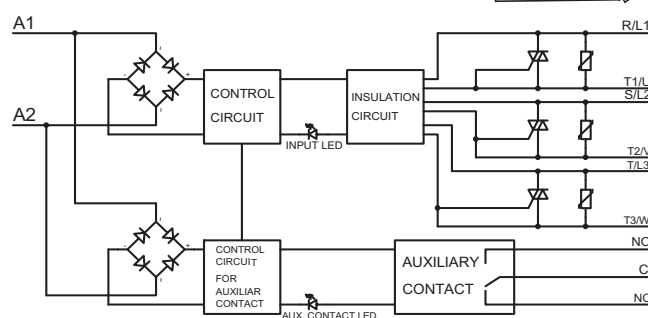 A1
A2
CONTROL
CIRCUIT
INSULATION
CIRCUIT
INPUT LED
R/L1
T1/U
S/L2
T2/V
T/L3
T3/W
CONTROL
CIRCUIT
FOR
AUXILIAR
CONTACT
AUX. CONTACT LED
AUXILIARY
CONTACT
NC
C
NO